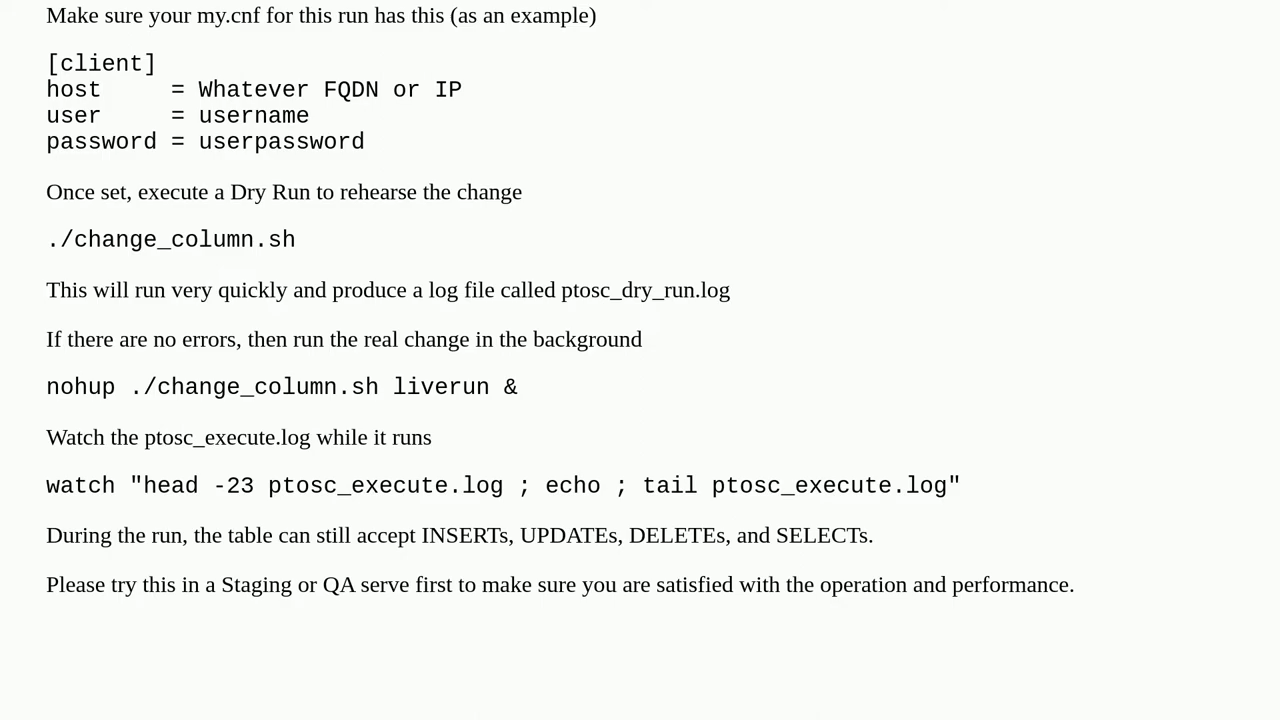 Make sure your my.cnf for this run has this (as an example)
[client]
host     = Whatever FQDN or IP
user     = username
password = userpassword
Once set, execute a Dry Run to rehearse the change
./change_column.sh
This will run very quickly and produce a log file called ptosc_dry_run.log
If there are no errors, then run the real change in the background
nohup ./change_column.sh liverun &
Watch the ptosc_execute.log while it runs
watch "head -23 ptosc_execute.log ; echo ; tail ptosc_execute.log"
During the run, the table can still accept INSERTs, UPDATEs, DELETEs, and SELECTs.
Please try this in a Staging or QA serve first to make sure you are satisfied with the operation and performance.